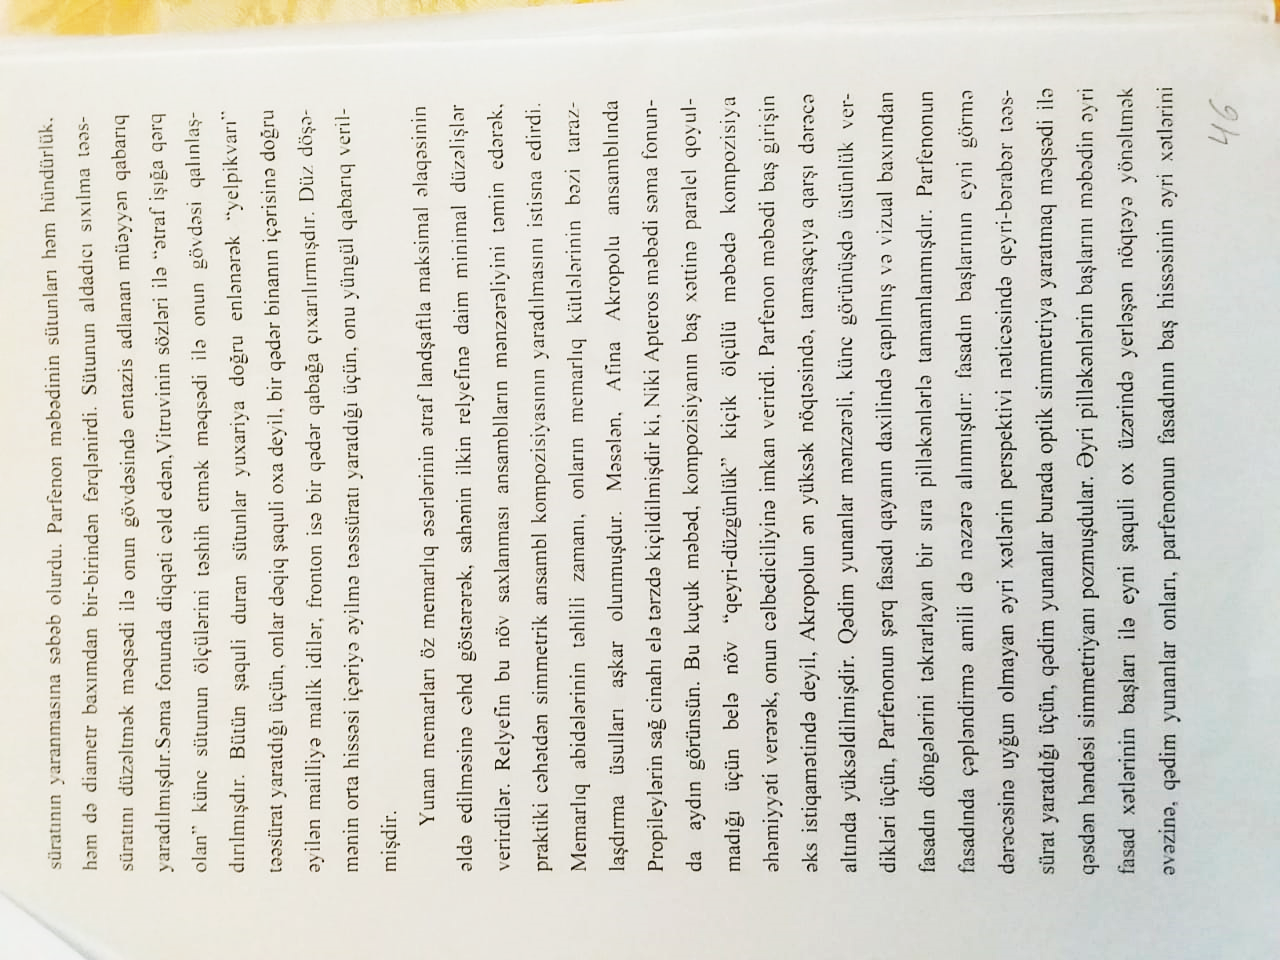 süratının yaranmasına səbəb olurdu. Parfenon məbədinin sütunları həm hündürlük,
həm də diametr baxımdan bir-birindən fərqlənirdi. Sütunun aldadıcı sıxılma təəs-
süratını düzəltmək məqsədi ilə onun gövdəsində entazis adlanan müəyyən qabarıq
yaradılmışdır.Səma fonunda diqqəti cəld edən,Vitruvinin sözləri ilə “ətraf işığa qərq
olan” künc sütunun ölçülərini təshih etmək məqsədi ilə onun gövdəsi qalınlaş-
dırılmışdır. Bütün şaquli duran sütunlar yuxarıya doğru enlənərək “yelpikvarı”
təəsürat yaratdığı üçün, onlar dəqiq şaquli oxa deyil, bir qədər binanın içərisinə doğru
əyilən malliyə malik idilər, fronton isə bir qədər qabağa çıxarılırmışdır. Düz döşə-
mənin orta hissəsi içəriyə əyilmə təəssüratı yaratdığı üçün, onu yüngül qabarıq veril-
mişdir.
Yunan memarları öz memarlıq əsərlərinin ətraf landşaftla maksimal əlaqəsinin
əldə edilməsinə cəhd göstərərək, sahənin ilkin relyefinə daim minimal düzəlişlər
verirdilər. Relyefin bu növ saxlanması ansamblların mənzərəliyini təmin edərək,
praktiki cəhətdən simmetrik ansambl kompozisiyasının yaradılmasını istisna edirdi.
Memarlıq abidələrinin təhlili zamanı, onların memarlıq kütlələrinin bəzi taraz-
laşdırma üsulları aşkar olunmuşdur. Məsələn, Afina Akropolu ansamblında
Propileylərin sağ cinahı elə tərzdə kiçildilmişdir ki, Niki Apteros məbədi səma fonun-
da aydın görünsün. Bu kuçuk məbəd, kompozisiyanın baş xəttinə paralel qoyul-
madığı üçün belə növ “qeyri-düzgünlük” kiçik ölçülü məbədə kompozisiya
əhəmiyyəti verərək, onun cəlbediciliyinə imkan verirdi. Parfenon məbədi baş girişin
əks istiqamətində deyil, Akropolun ən yüksək nöqtəsində, tamaşaçıya qarşı dərəcə
altında yüksəldilmişdir. Qədim yunanlar mənzərəli, künc görünüşdə üstünlük ver-
dikləri üçün, Parfenonun şərq fasadı qayanın daxilində çapılmış və vizual baxımdan
fasadın döngələrini təkrarlayan bir sıra pilləkənlərlə tamamlanmışdır. Parfenonun
fasadında çəpləndirmə amili də nəzərə alınmışdır: fasadın başlarının eyni görmə
dərəcəsinə uyğun olmayan əyri xətlərin perspektivi nəticəsində qeyri-bərabər təəs-
sürat yaratdığı üçün, qədim yunanlar burada optik simmetriya yaratmaq məqsədi ilə
qəsdən həndəsi simmetriyanı pozmuşdular. Əyri pilləkənlərin başlarını məbədin əyri
fasad xətlərinin başları ilə eyni şaquli ox üzərində yerləşən nöqtəyə yönəltmək
əvəzinə, qədim yunanlar onları, parfenonun fasadının baş hissəsinin əyri xətlərini
46